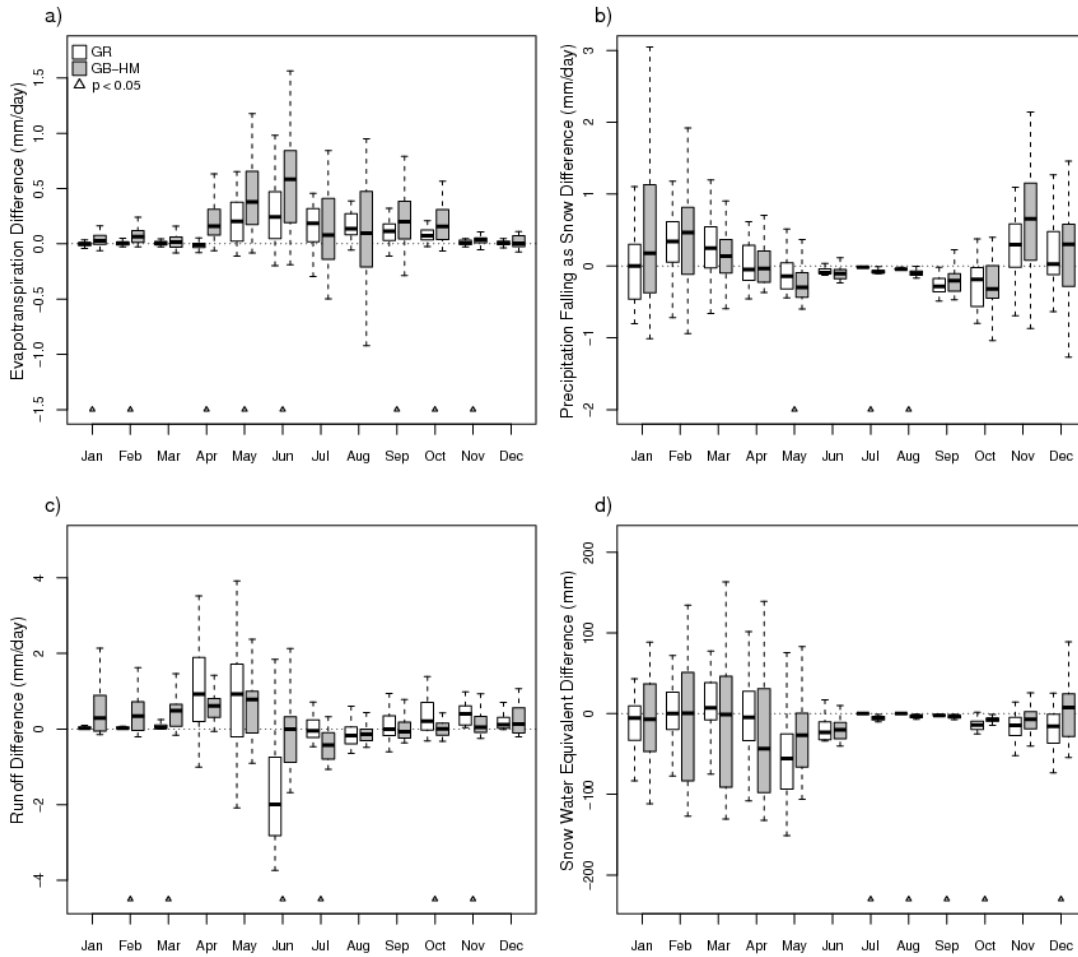 a)
Evapotranspiration Difference (mm/day)
1.5
1.0
0.5
0.0
−0.5
−1.0
−1.5
GR
GB−HM
p < 0.05
Jan Feb Mar Apr May Jun Jul Aug Sep Oct Nov Dec
b)
Precipitation Falling as Snow Difference (mm/day)
3
2
1
0
−1
−2
Jan Feb Mar Apr May Jun Jul Aug Sep Oct Nov Dec
c)
Runoff Difference (mm/day)
4
2
0
−2
−4
Jan Feb Mar Apr May Jun Jul Aug Sep Oct Nov Dec
d)
Snow Water Equivalent Difference (mm)
200
100
0
−100
−200
Jan Feb Mar Apr May Jun Jul Aug Sep Oct Nov Dec